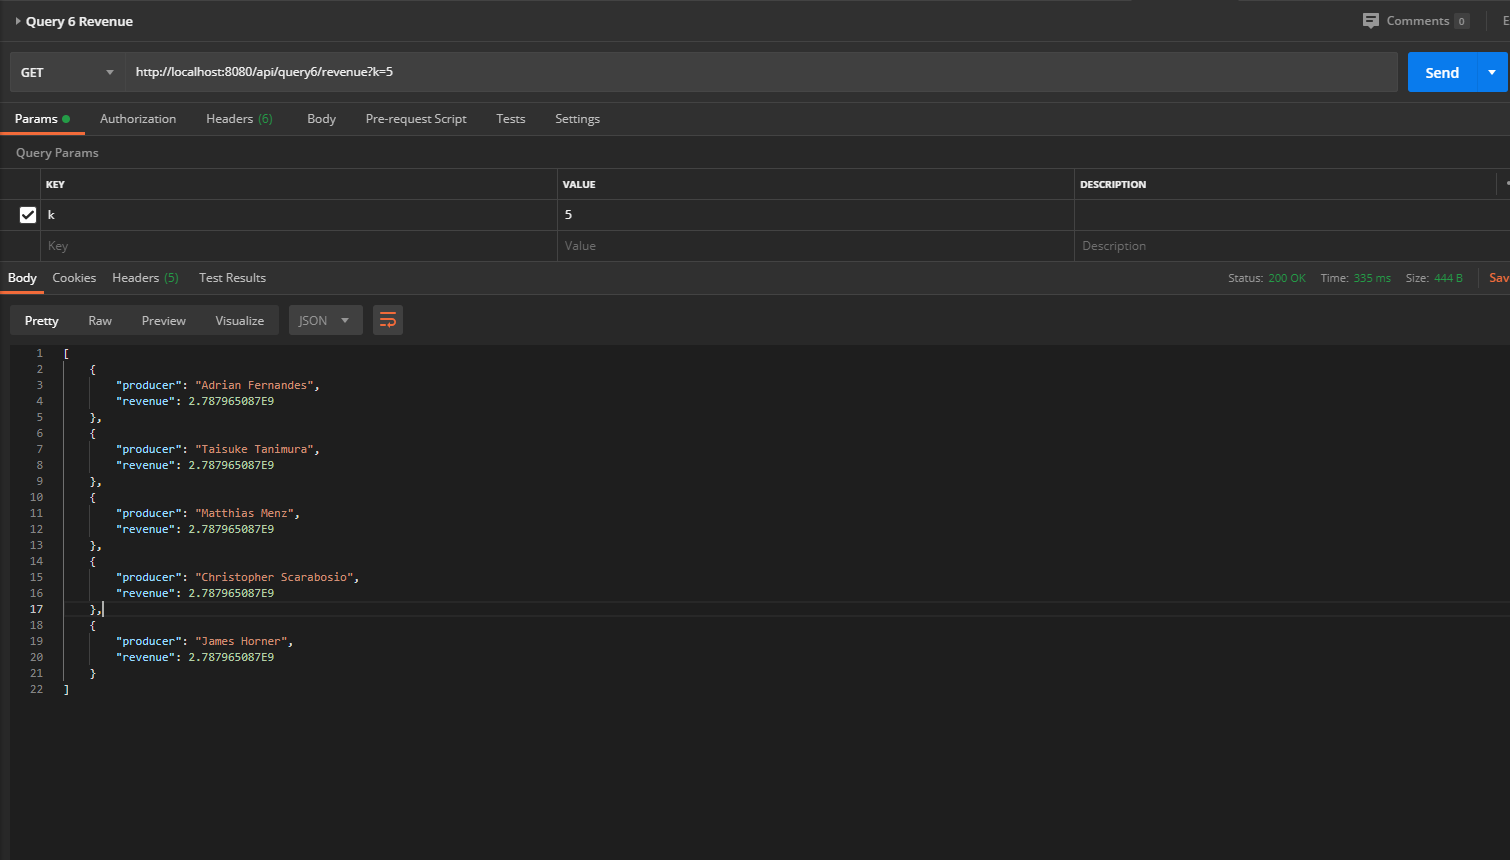 Query 6 Revenue
Comments 0
E
GET http://localhost:8080/api/query6/revenue?k=5 Send
Params Authorization Headers (6) Body Pre-request Script Tests Settings
Query Params
KEY VALUE DESCRIPTION
k 5
Key Value Description
Body Cookies Headers (5) Test Results Status: 200 OK Time: 335 ms Size: 444 B Sav
Pretty Raw Preview Visualize JSON
1 [
2 {
3 "producer": "Adrian Fernandes",
4 "revenue": 2.787965087E9
5 },
6 {
7 "producer": "Taisuke Tanimura",
8 "revenue": 2.787965087E9
9 },
10 {
11 "producer": "Matthias Menz",
12 "revenue": 2.787965087E9
13 },
14 {
15 "producer": "Christopher Scarabosio",
16 "revenue": 2.787965087E9
17 },
18 {
19 "producer": "James Horner",
20 "revenue": 2.787965087E9
21 }
22 ]